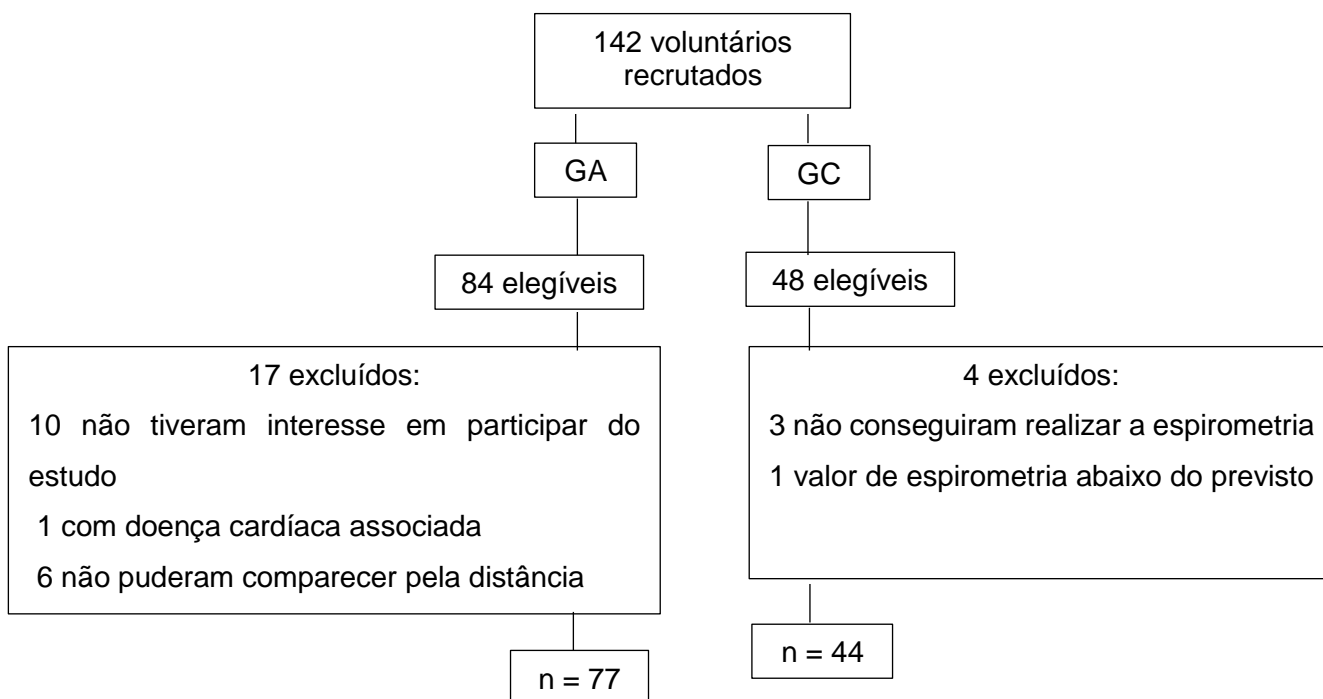 142 voluntários
recrutados
GA
GC
84 elegíveis
48 elegíveis
17 excluídos:
10 não tiveram interesse em participar do
estudo
1 com doença cardíaca associada
6 não puderam comparecer pela distância
4 excluídos:
3 não conseguiram realizar a espirometria
1 valor de espirometria abaixo do previsto
n = 77
n = 44